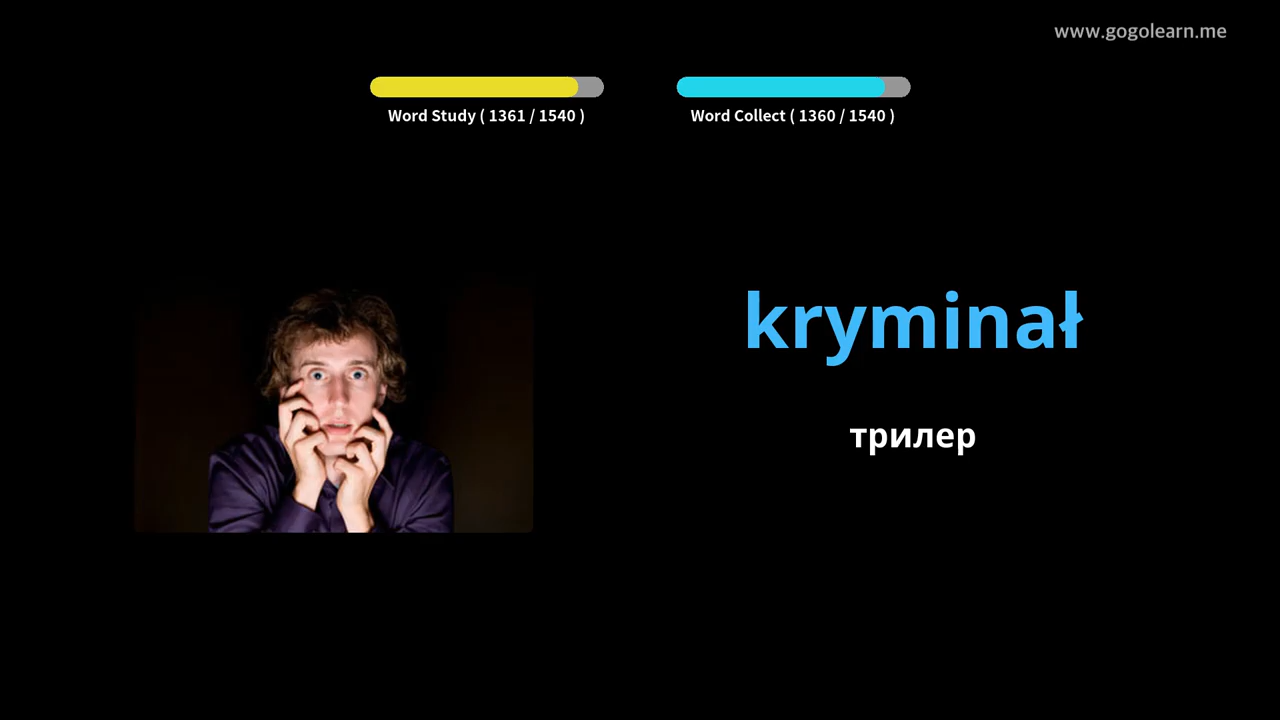 www.gogolearn.me
Word Study ( 1361 / 1540 )
Word Collect ( 1360 / 1540 )
kryminał
трилер